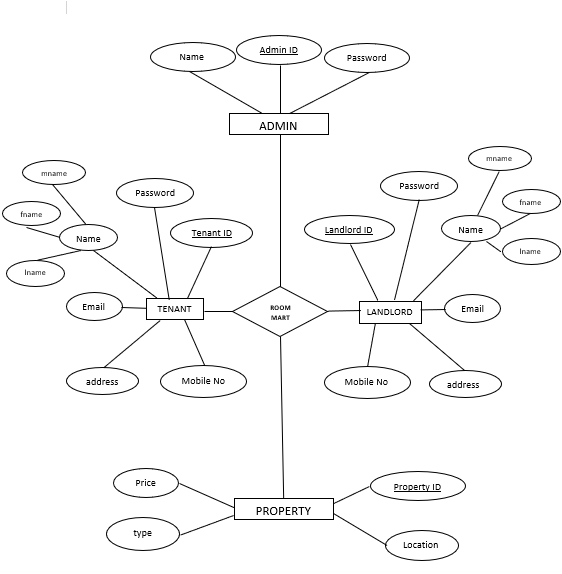 Name
Admin ID
Password
ADMIN
mname
fname
lname
Name
Password
Tenant ID
Email
TENANT
address
Mobile No
ROOM
MART
Password
Landlord ID
mname
fname
lname
Name
LANDLORD
Email
Mobile No
address
Price
type
PROPERTY
Property ID
Location